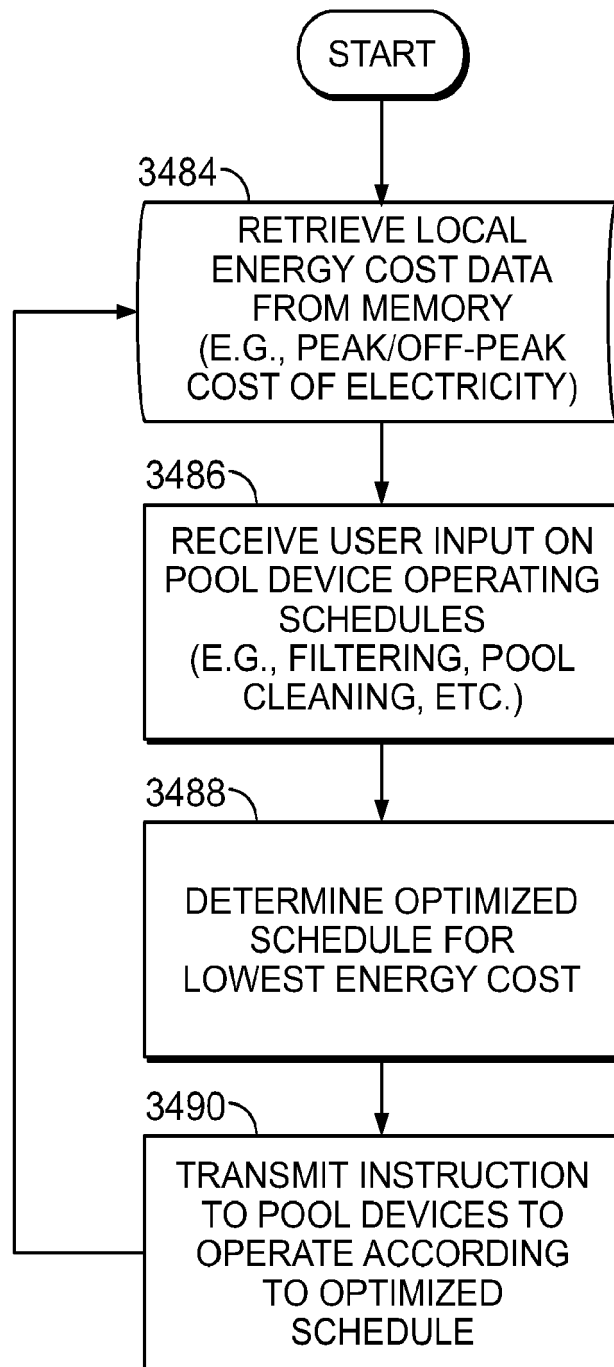 START
3484
RETRIEVE LOCAL
ENERGY COST DATA
FROM MEMORY
(E.G., PEAK/OFF-PEAK
COST OF ELECTRICITY)
3486
RECEIVE USER INPUT ON
POOL DEVICE OPERATING
SCHEDULES
(E.G., FILTERING, POOL
CLEANING, ETC.)
3488
DETERMINE OPTIMIZED
SCHEDULE FOR
LOWEST ENERGY COST
3490
TRANSMIT INSTRUCTION
TO POOL DEVICES TO
OPERATE ACCORDING
TO OPTIMIZED
SCHEDULE